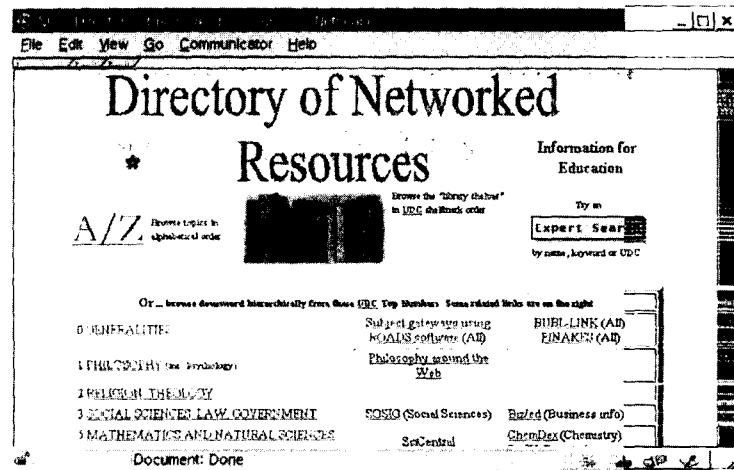 File Edit View Go Communicator Help
Directory of Networked
Resources
Information for
Education
A/Z
Browse topics in
alphabetical order
Browse the "library shelves"
in UDC shelfmark order
Try an
Expert Sear
by name, keyword or UDC
Or ... browse downward hierarchically from these UDC Top Numbers Some related links are on the right
0 GENERALITIES
Subject gateways using
ROADS software (All)
BUBL-LINK (All)
PINAKES (All)
1 PHILOSOPHY (inc. Psychology)
Philosophy around the
Web
2 RELIGION, THEOLOGY
3 SOCIAL SCIENCES, LAW, GOVERNMENT
SOSIG (Social Sciences)
Biz/ed (Business info)
5 MATHEMATICS AND NATURAL SCIENCES
SciCentral
ChemDex (Chemistry)
Document: Done